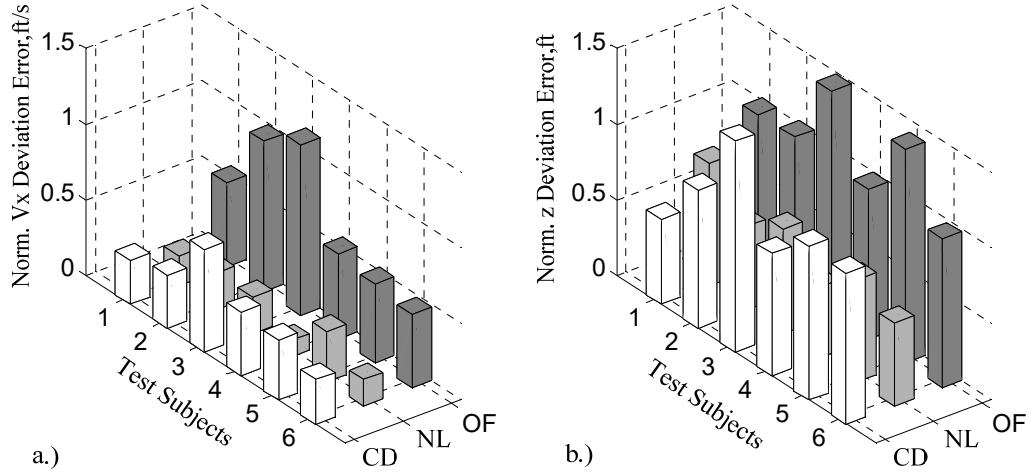 Norm. Vx Deviation Error,ft/s
1.5
1
0.5
0
1
2
3
4
5
6
Test Subjects
CD
NL
OF
a.)
Norm. z Deviation Error,ft
1.5
1
0.5
0
1
2
3
4
5
6
Test Subjects
CD
NL
OF
b.)